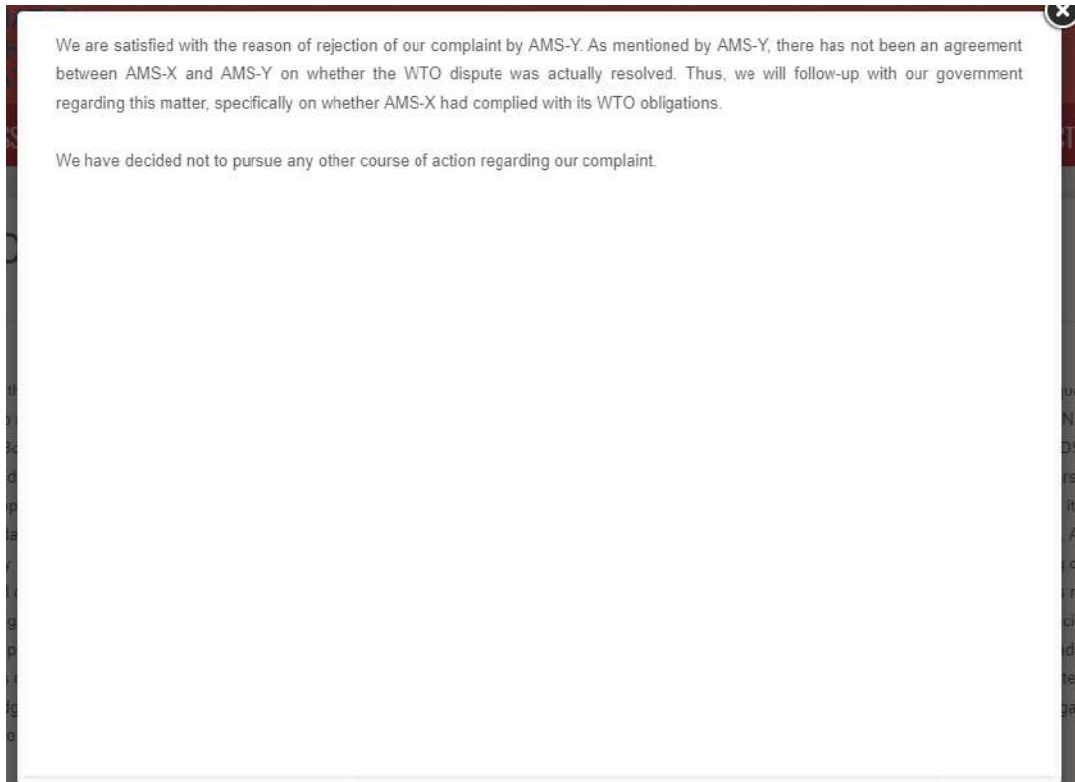 We are satisfied with the reason of rejection of our complaint by AMS-Y. As mentioned by AMS-Y, there has not been an agreement
between AMS-X and AMS-Y on whether the WTO dispute was actually resolved. Thus, we will follow-up with our government
regarding this matter, specifically on whether AMS-X had complied with its WTO obligations.
We have decided not to pursue any other course of action regarding our complaint.